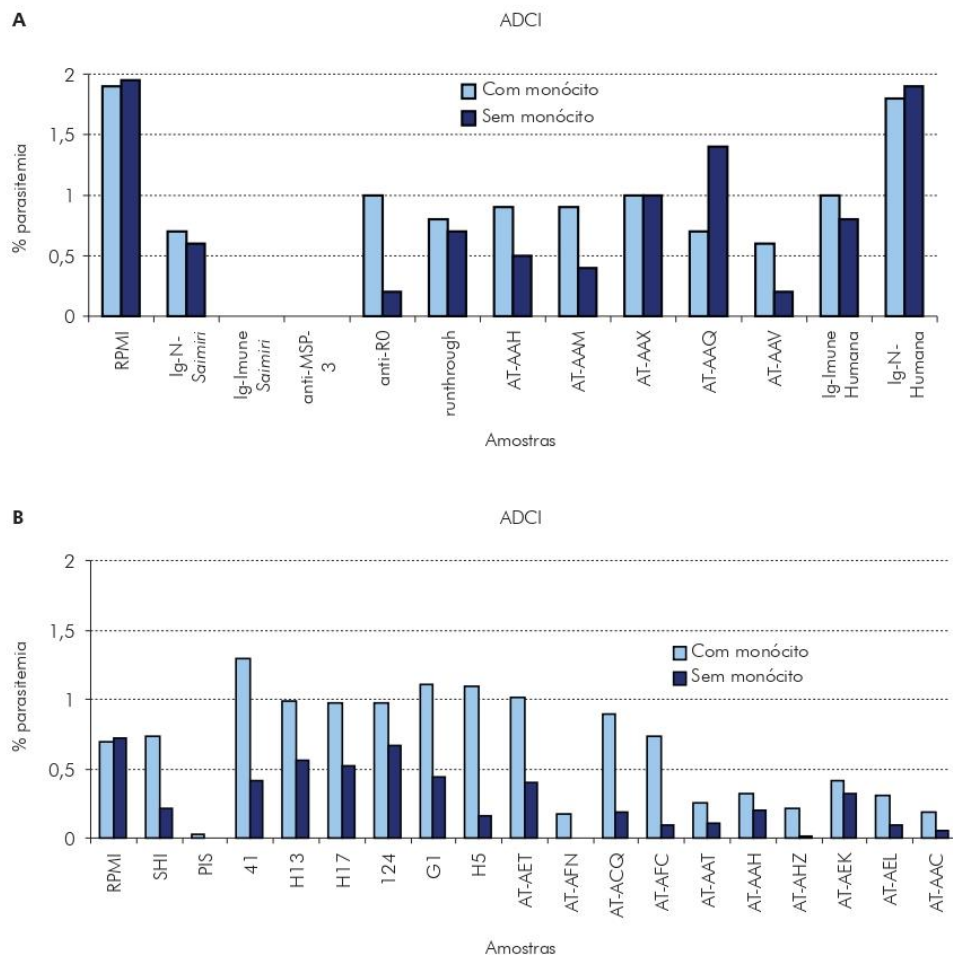 A
ADCI
2
1,5
1
0,5
0
% parasitemia
Com monócito
Sem monócito
RPMI
Ig-N-
Saimiri
Ig-Imune
Saimiri
anti-MSP-
3
anti-R0
runthrough
AT-AAH
AT-AAM
AT-AAX
AT-AAQ
AT-AAV
Ig-Imune
Humana
Ig-N-
Humana
Amostras
B
ADCI
2
1,5
1
0,5
0
% parasitemia
Com monócito
Sem monócito
RPMI
SHI
PIS
41
H13
H17
124
G1
H5
AT-AET
AT-AFN
AT-ACQ
AT-AFC
AT-AAT
AT-AAH
AT-AHZ
AT-AEK
AT-AEL
AT-AAC
Amostras